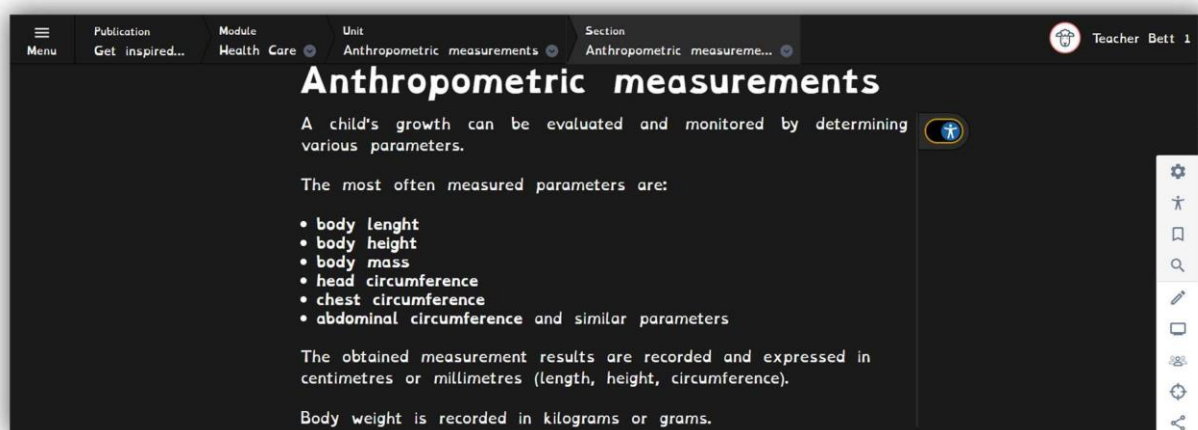 Menu
Publication
Get inspired...
Module
Health Care
Unit
Anthropometric measurements
Section
Anthropometric measureme...
Teacher Bett 1
Anthropometric measurements
A child's growth can be evaluated and monitored by determining
various parameters.
The most often measured parameters are:
• body lenght
• body height
• body mass
• head circumference
• chest circumference
• abdominal circumference and similar parameters
The obtained measurement results are recorded and expressed in
centimetres or millimetres (length, height, circumference).
Body weight is recorded in kilograms or grams.